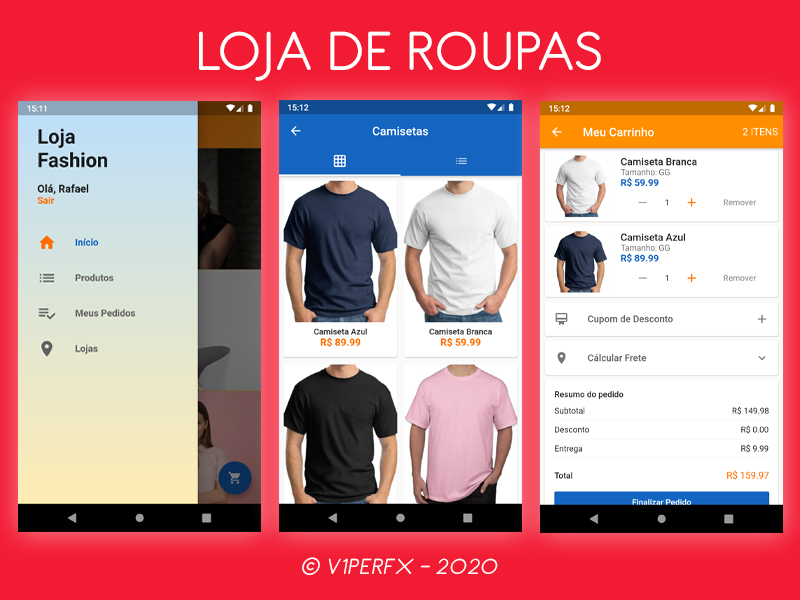 LOJA DE ROUPAS
15:11
Loja
Fashion
Olá, Rafael
Sair
Início
Produtos
Meus Pedidos
Lojas
15:12
Camisetas
Camiseta Azul
R$ 89.99
Camiseta Branca
R$ 59.99
15:12
Meu Carrinho
2 ITENS
Camiseta Branca
Tamanho: GG
R$ 59.99
1
Remover
Camiseta Azul
Tamanho: GG
R$ 89.99
1
Remover
Cupom de Desconto
Cálcular Frete
Resumo do pedido
Subtotal R$ 149.98
Desconto R$ 0.00
Entrega R$ 9.99
Total R$ 159.97
Finalizar Pedido
© V1PERFX - 2020